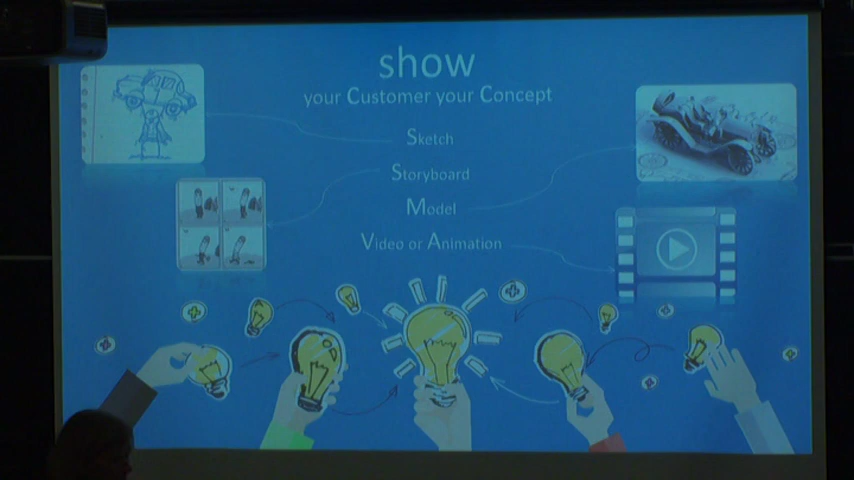 show
your Customer your Concept
Sketch
Storyboard
Model
Video or Animation